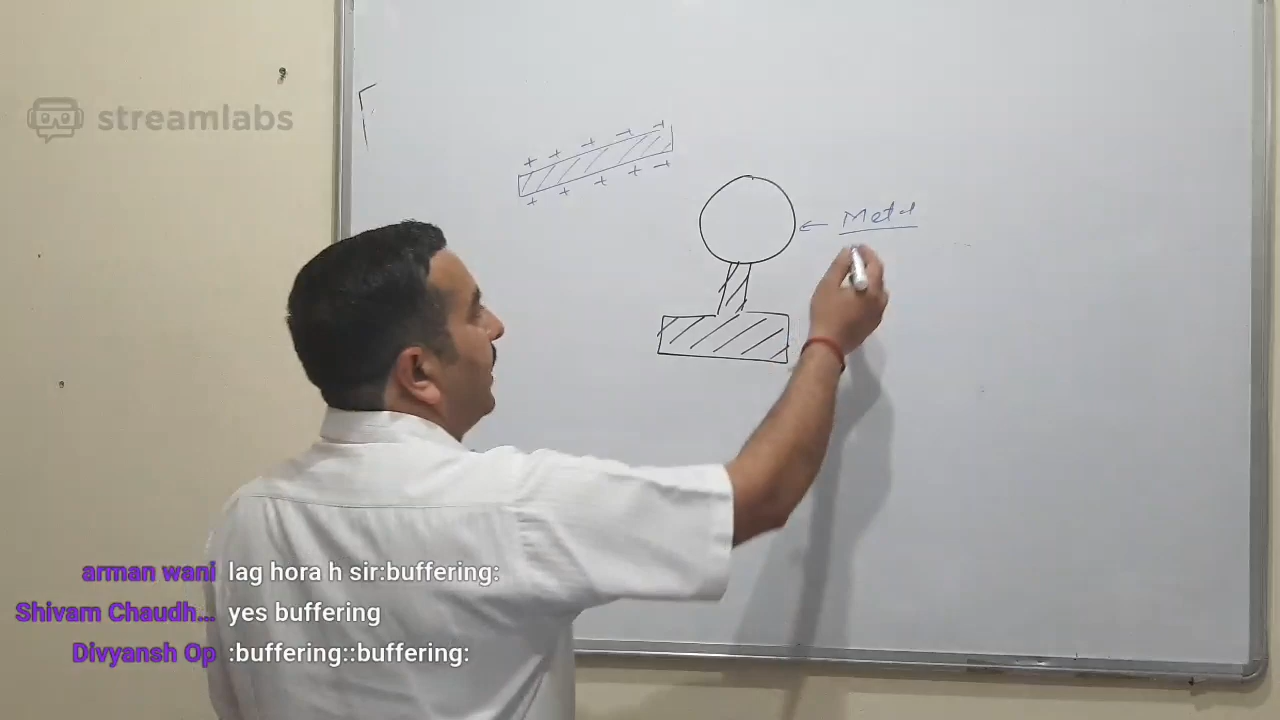 streamlabs
+ + + + +
+ + + + +
← Metal
arman wani lag hora h sir:buffering:
Shivam Chaudh... yes buffering
Divyansh Op :buffering::buffering: